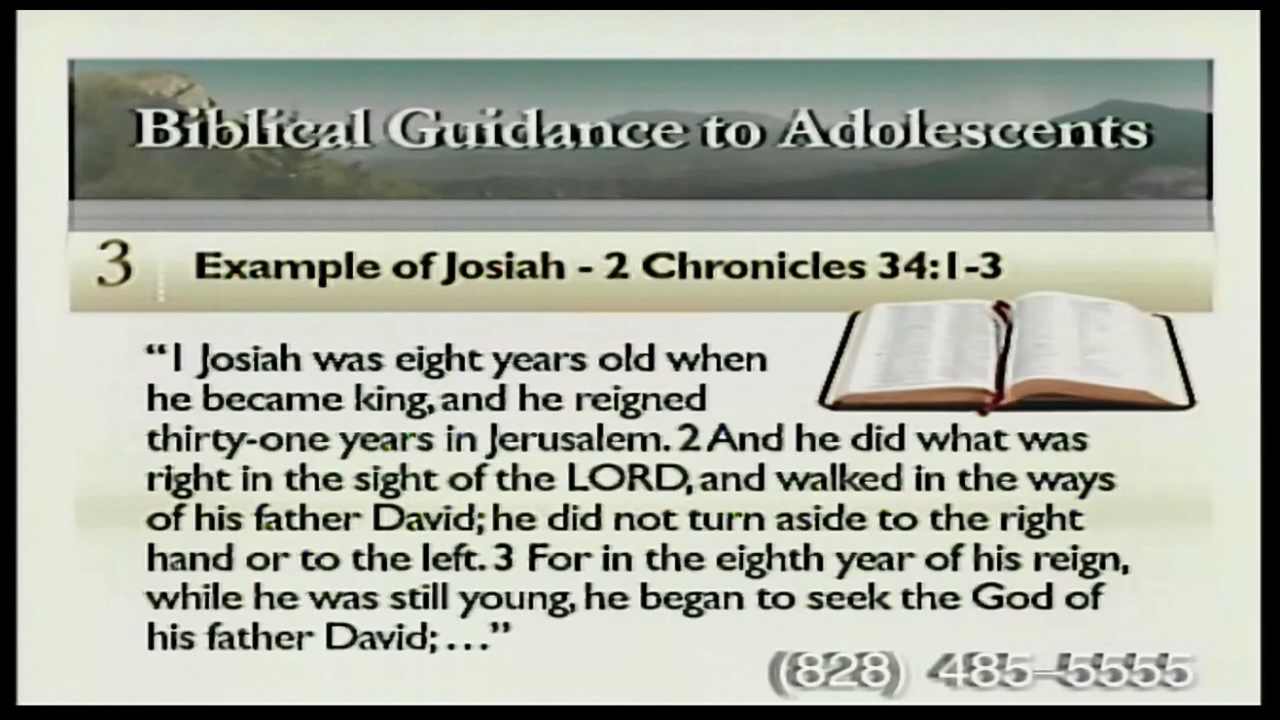 Biblical Guidance to Adolescents
3 Example of Josiah - 2 Chronicles 34:1-3
“1 Josiah was eight years old when
he became king, and he reigned
thirty-one years in Jerusalem. 2 And he did what was
right in the sight of the LORD, and walked in the ways
of his father David; he did not turn aside to the right
hand or to the left. 3 For in the eighth year of his reign,
while he was still young, he began to seek the God of
his father David; ...”
(828) 485-5555